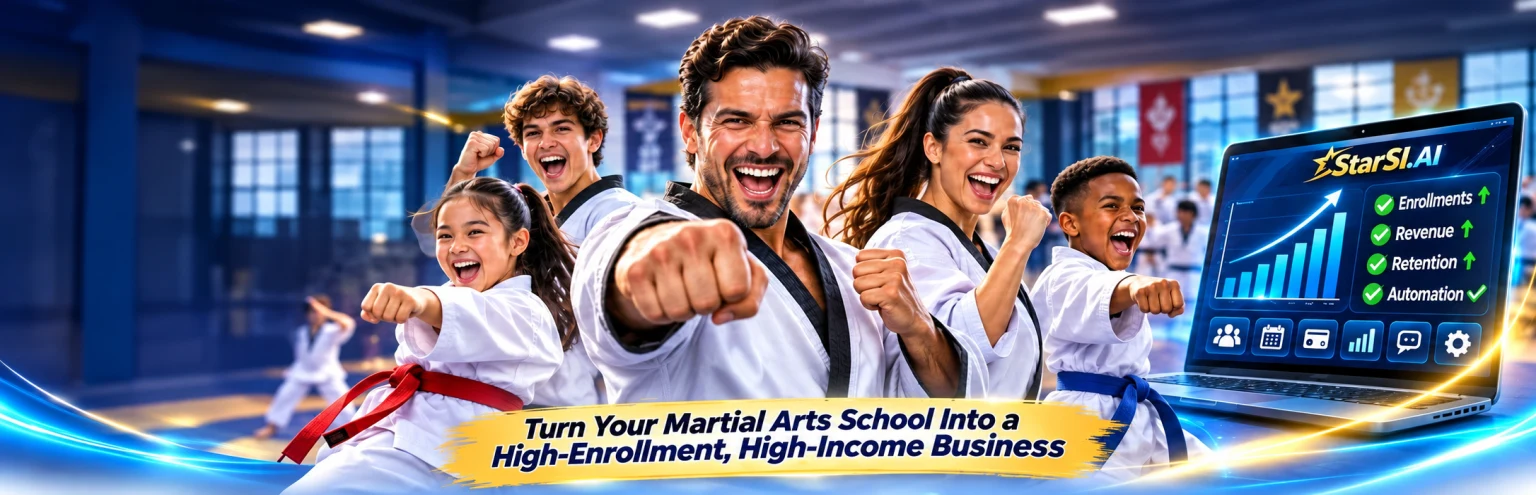 StarSI.AI
Enrollments
Revenue
Retention
Automation
Turn Your Martial Arts School Into a
High-Enrollment, High-Income Business